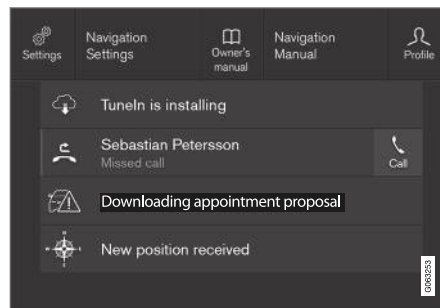 Settings
Navigation
Settings
Owner's
manual
Navigation
Manual
Profile
TuneIn is installing
Sebastian Petersson
Missed call
Call
Downloading appointment proposal
New position received
G063253